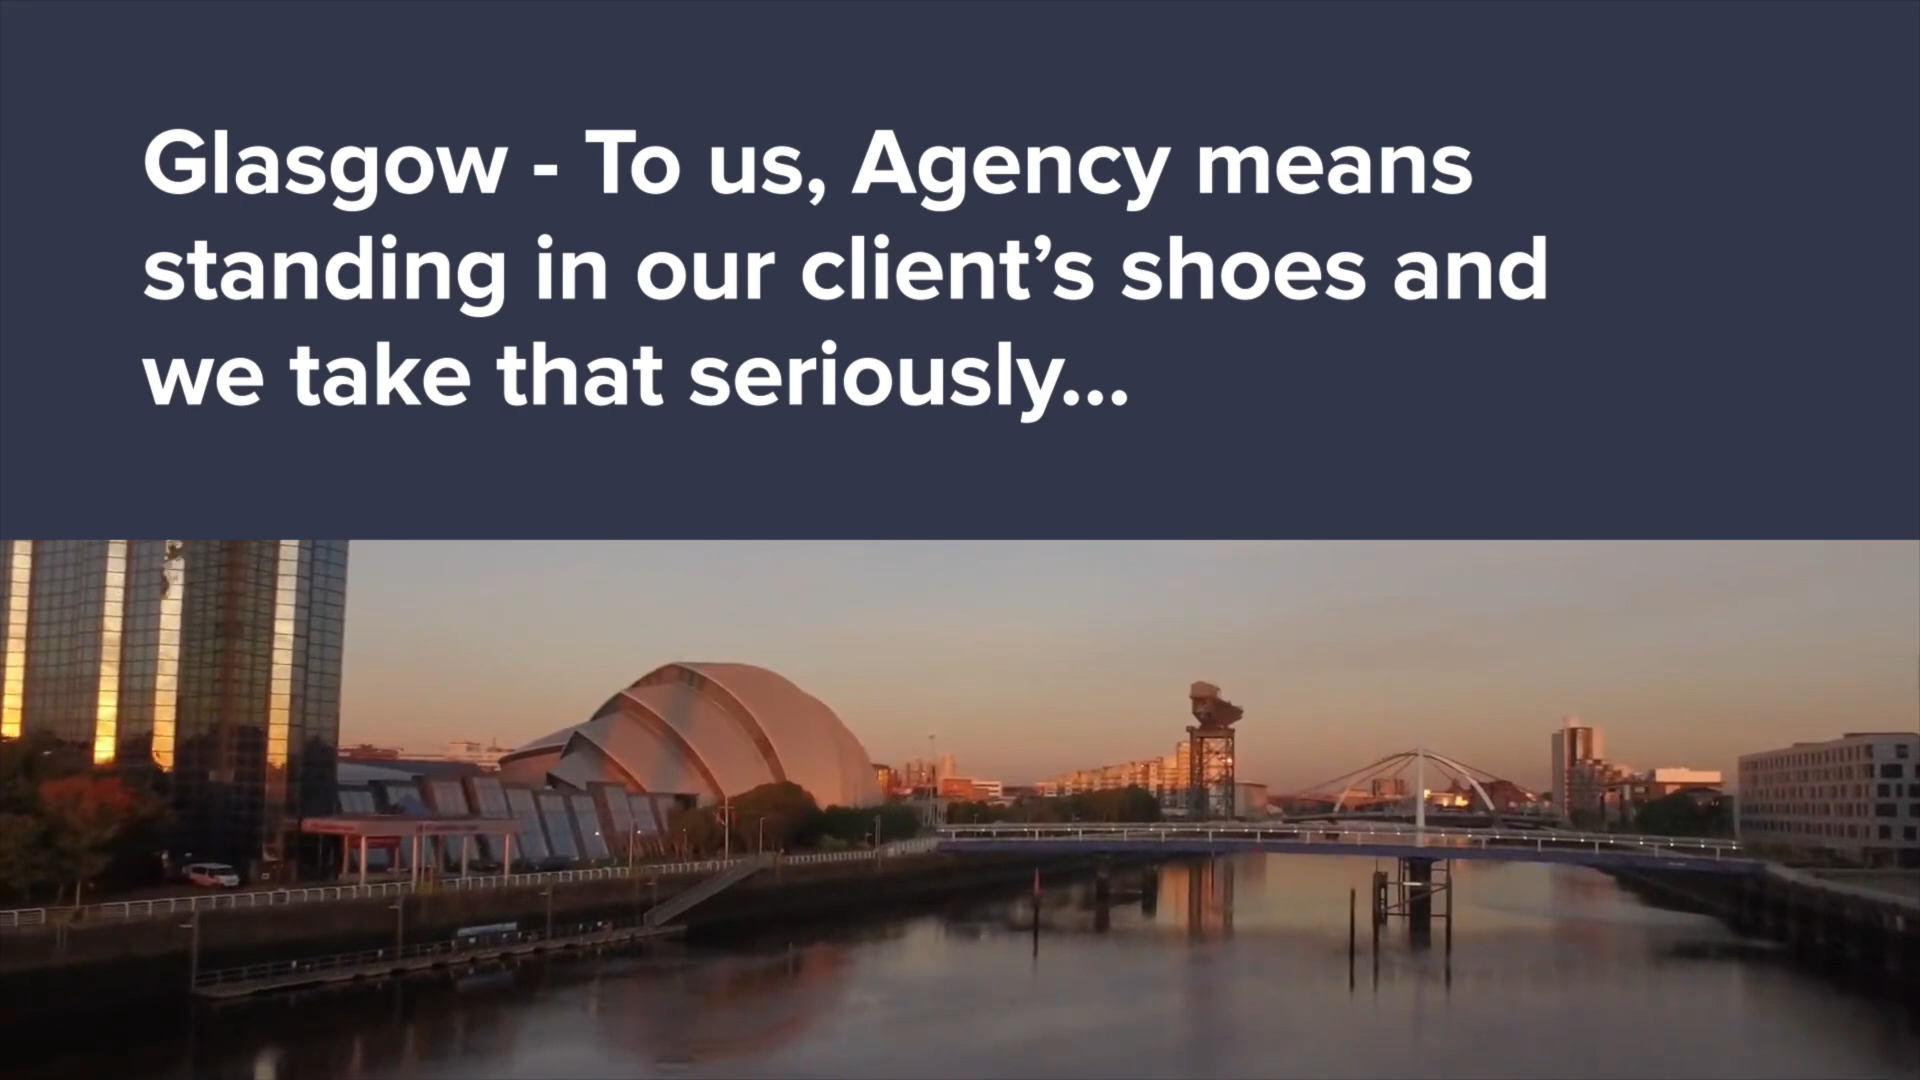 Glasgow - To us, Agency means
standing in our client’s shoes and
we take that seriously...